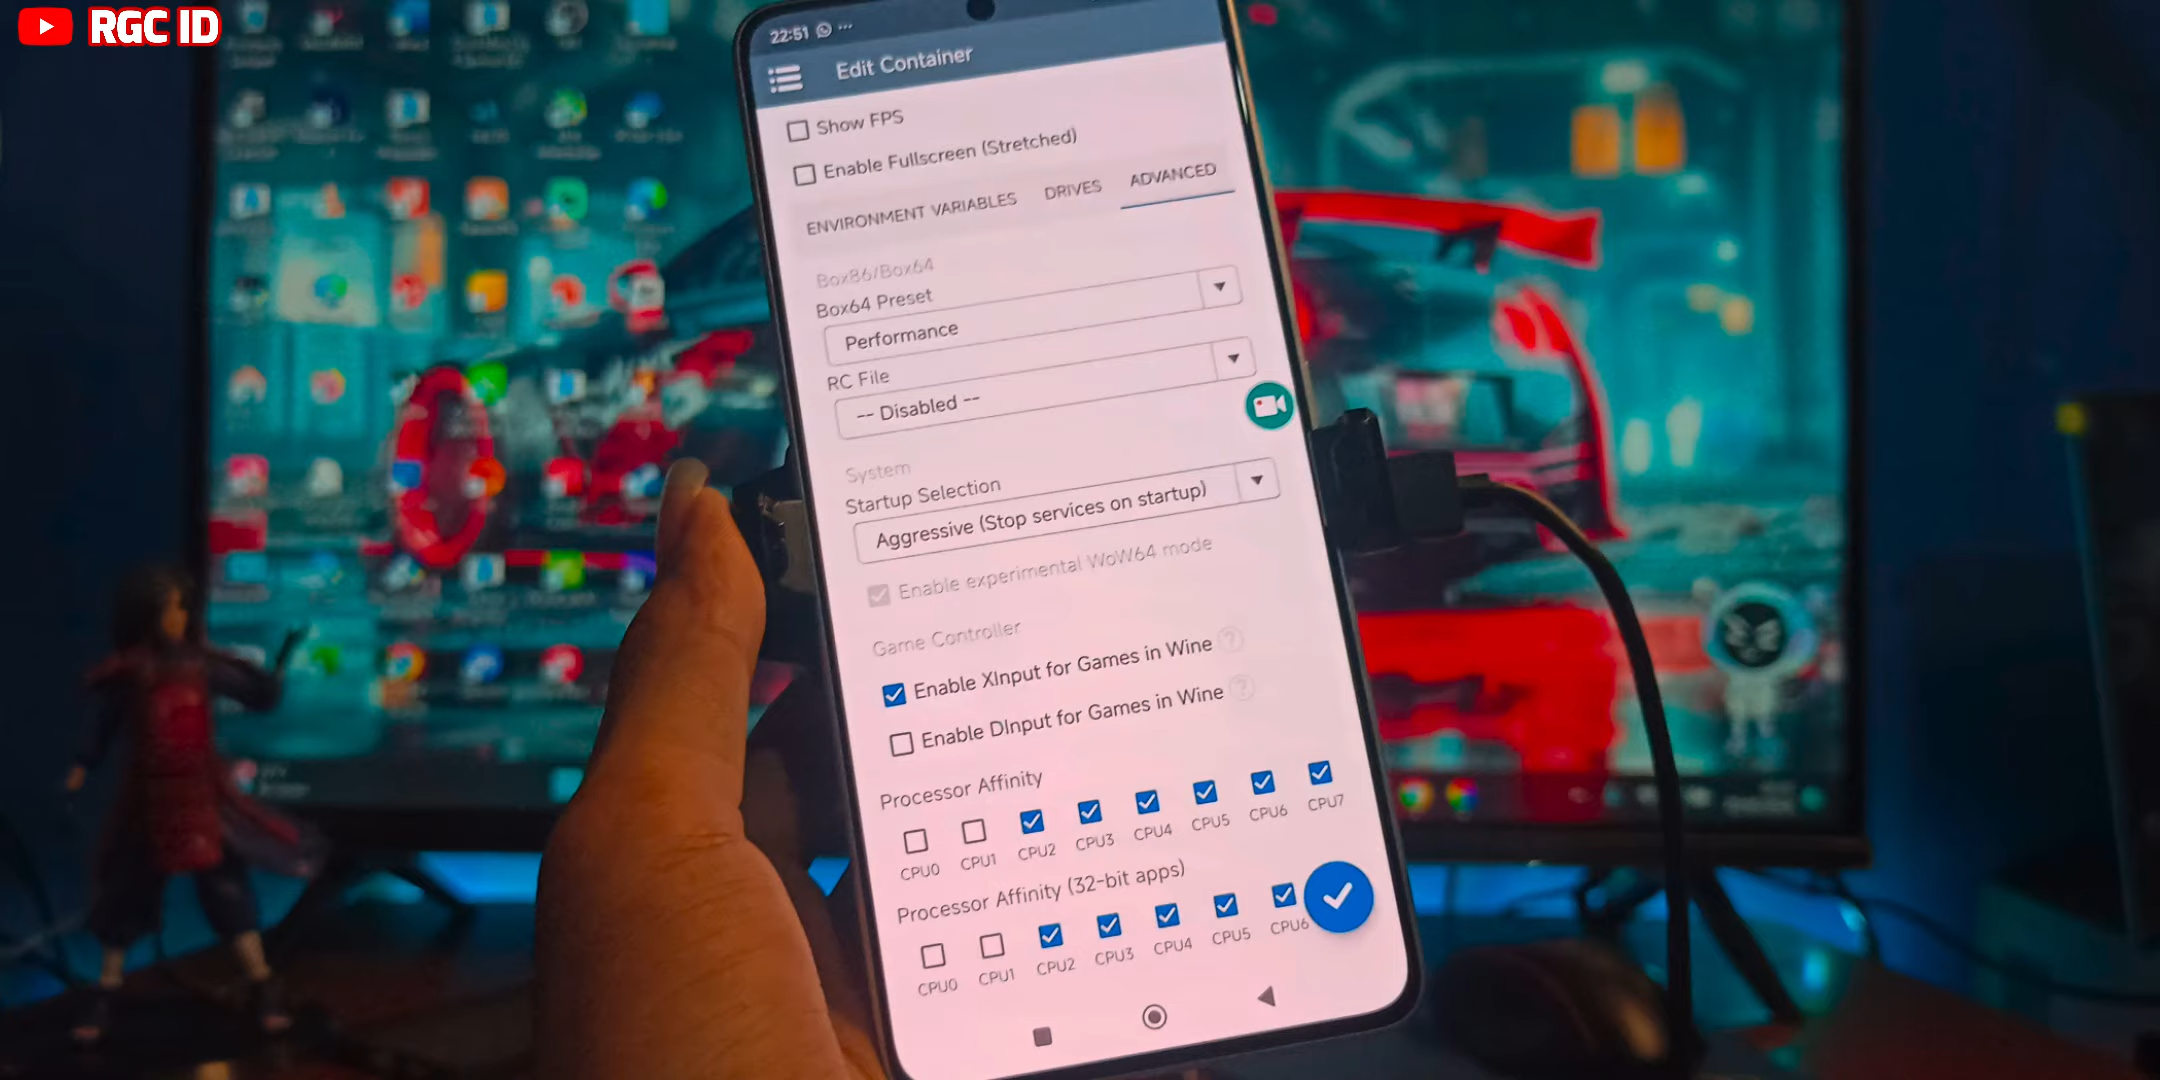 RGC ID
22:51
Edit Container
Show FPS
Enable Fullscreen (Stretched)
ENVIRONMENT VARIABLES DRIVES ADVANCED
Box86/Box64
Box64 Preset
Performance
RC File
-- Disabled --
System
Startup Selection
Aggressive (Stop services on startup)
Enable experimental WoW64 mode
Game Controller
Enable XInput for Games in Wine ?
Enable DInput for Games in Wine ?
Processor Affinity
CPU0 CPU1 CPU2 CPU3 CPU4 CPU5 CPU6 CPU7
Processor Affinity (32-bit apps)
CPU0 CPU1 CPU2 CPU3 CPU4 CPU5 CPU6